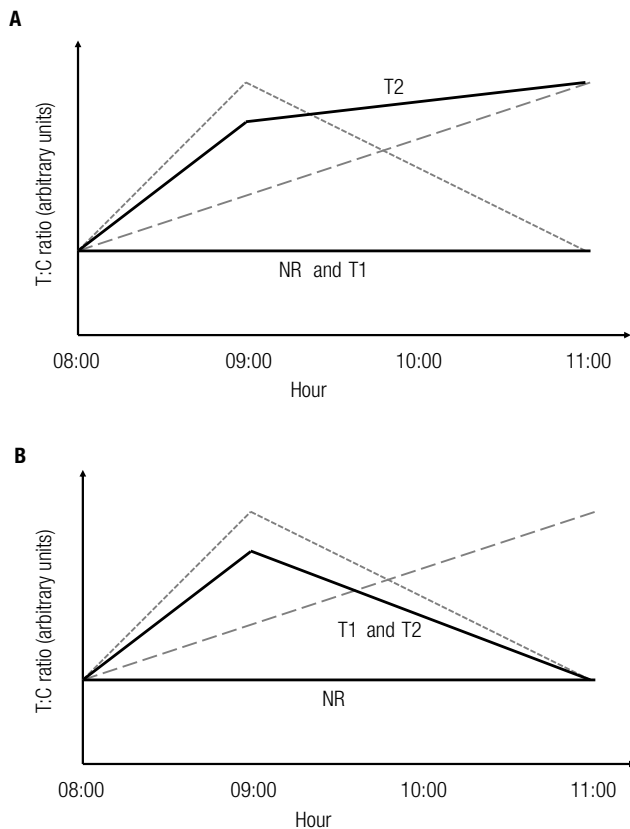 A
T:C ratio (arbitrary units)
T2
NR and T1
08:00 09:00 10:00 11:00
Hour
B
T:C ratio (arbitrary units)
T1 and T2
NR
08:00 09:00 10:00 11:00
Hour